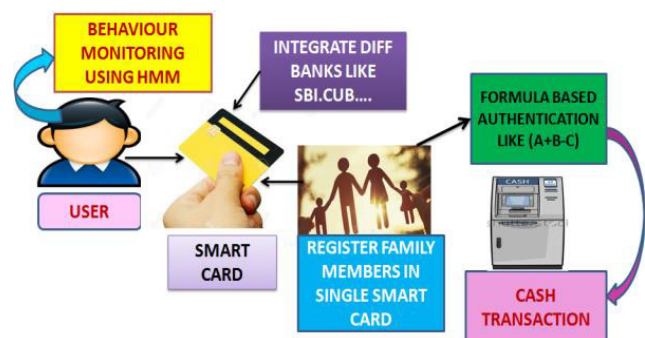 BEHAVIOUR
MONITORING
USING HMM
INTEGRATE DIFF
BANKS LIKE
SBI.CUB....
FORMULA BASED
AUTHENTICATION
LIKE (A+B-C)
CASH
USER
SMART
CARD
REGISTER FAMILY
MEMBERS IN
SINGLE SMART
CARD
CASH
TRANSACTION